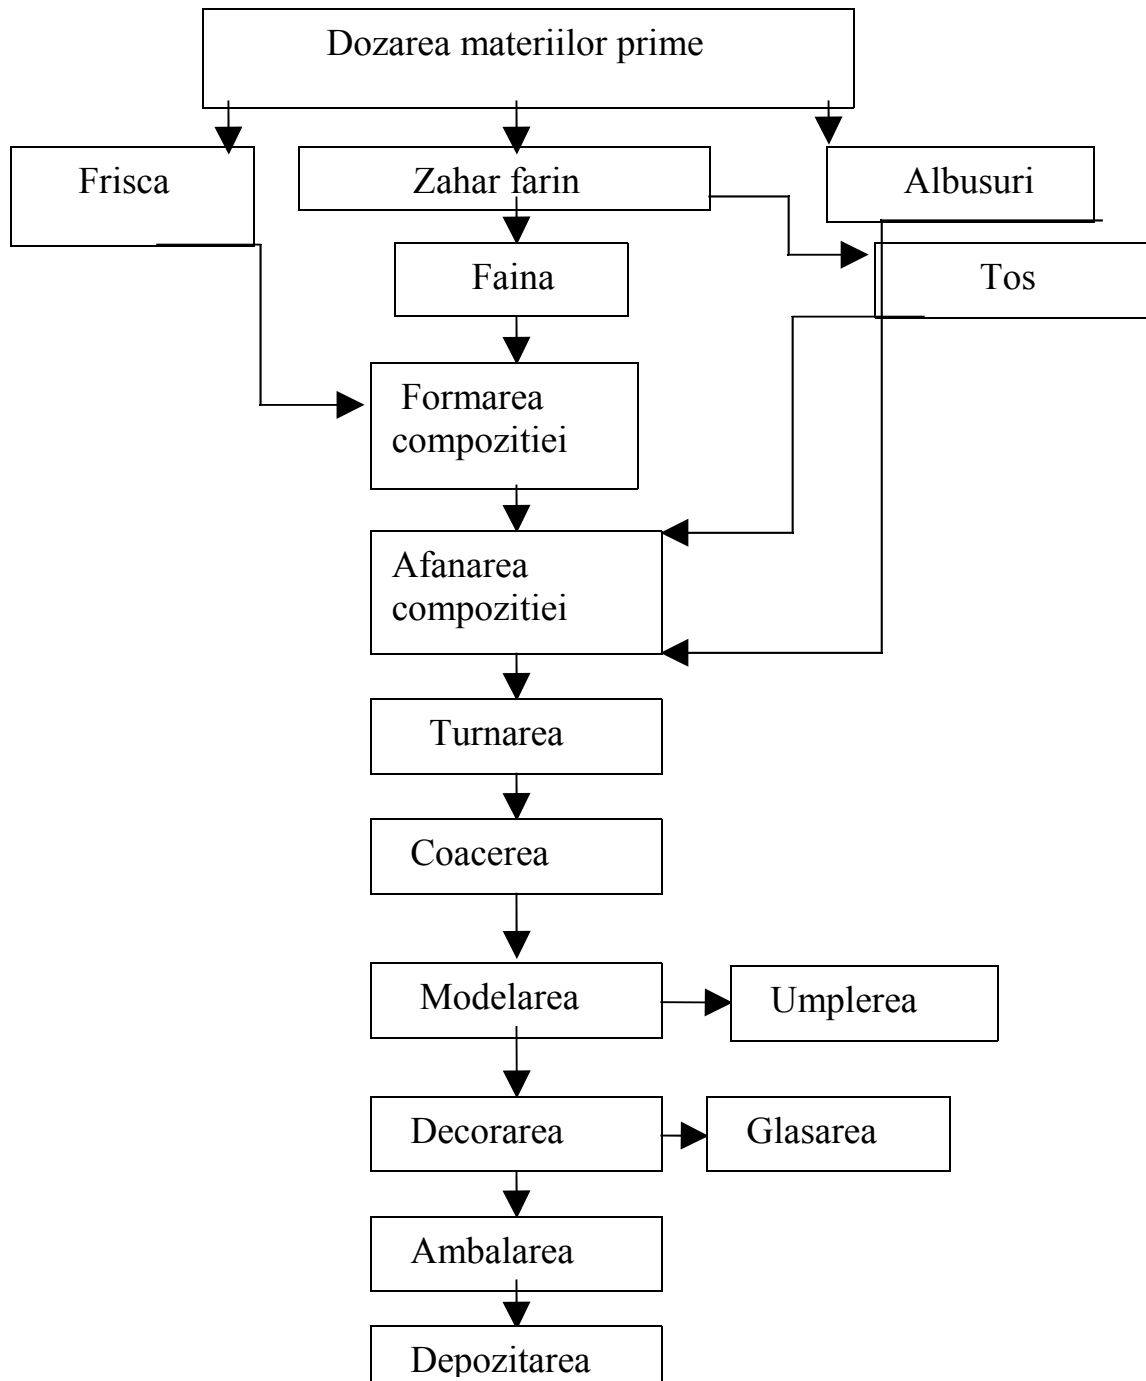 Dozarea materiilor prime
Frisca
Zahar farin
Albusuri
Faina
Tos
Formarea
compozitiei
Afanarea
compozitiei
Turnarea
Coacerea
Modelarea
Umplerea
Decorarea
Glasarea
Ambalarea
Depozitarea